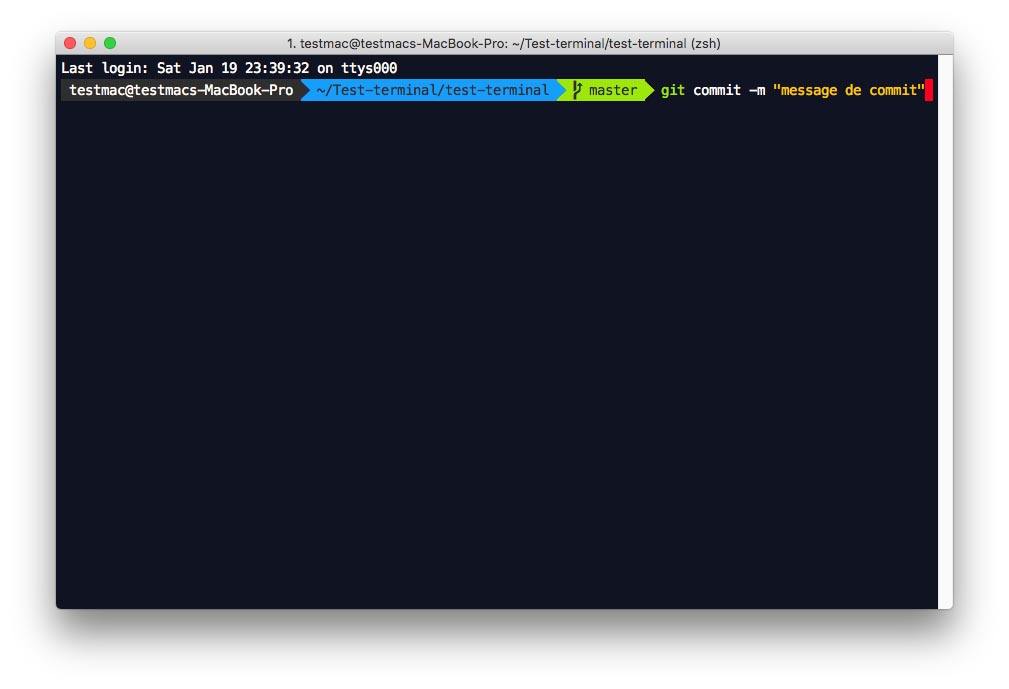 1. testmac@testmacs-MacBook-Pro: ~/Test-terminal/test-terminal (zsh)
Last login: Sat Jan 19 23:39:32 on ttys000
testmac@testmacs-MacBook-Pro ~/Test-terminal/test-terminal master git commit -m "message de commit"